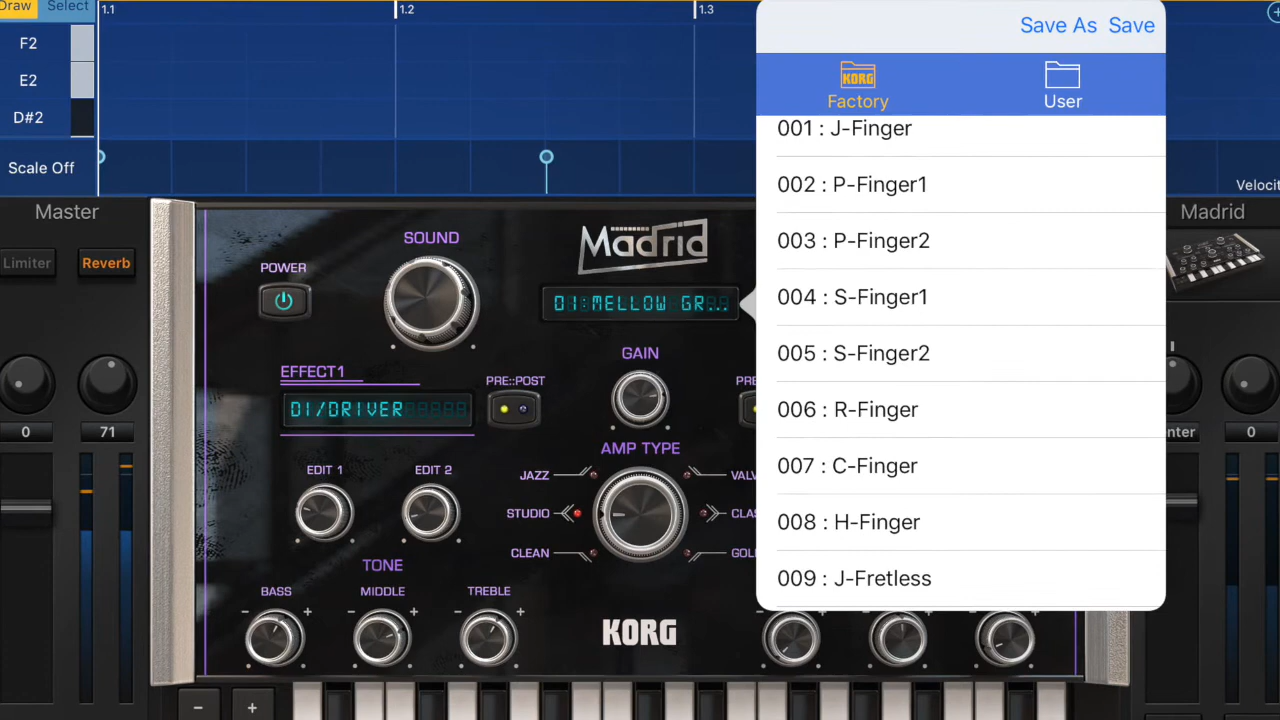 Draw Select
1.1
1.2
1.3
F2
E2
D#2
Scale Off
Master
Limiter
Reverb
0
71
SOUND
POWER
Madrid
01:MELLOW GR...
EFFECT1
PRE::POST
D1/DRIVER
GAIN
AMP TYPE
EDIT 1
EDIT 2
JAZZ
STUDIO
CLEAN
TONE
BASS
MIDDLE
TREBLE
KORG
-
+
Save As Save
KORG
Factory
User
001 : J-Finger
002 : P-Finger1
003 : P-Finger2
004 : S-Finger1
005 : S-Finger2
006 : R-Finger
007 : C-Finger
008 : H-Finger
009 : J-Fretless
Madrid
0